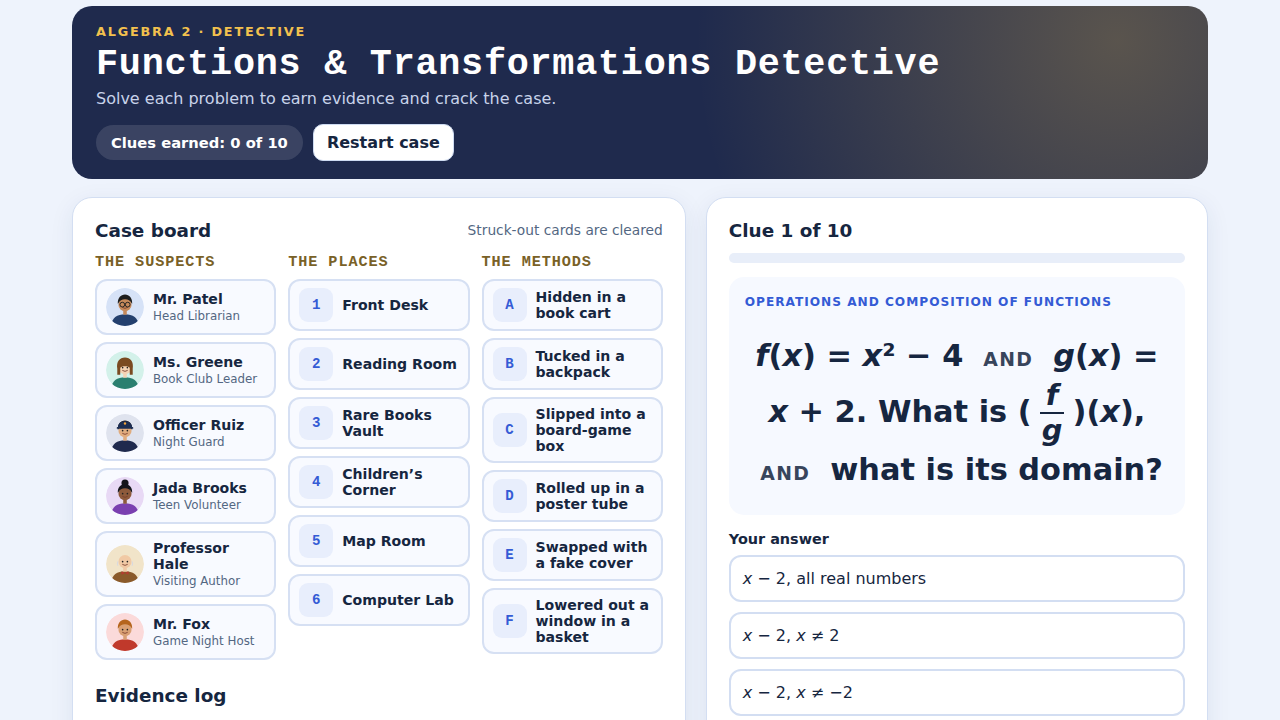 ALGEBRA 2 · DETECTIVE
Functions & Transformations Detective
Solve each problem to earn evidence and crack the case.
Clues earned: 0 of 10
Restart case
Case board
Struck-out cards are cleared
THE SUSPECTS
Mr. Patel
Head Librarian
Ms. Greene
Book Club Leader
Officer Ruiz
Night Guard
Jada Brooks
Teen Volunteer
Professor
Hale
Visiting Author
Mr. Fox
Game Night Host
THE PLACES
1 Front Desk
2 Reading Room
3 Rare Books
Vault
4 Children’s
Corner
5 Map Room
6 Computer Lab
THE METHODS
A Hidden in a
book cart
B Tucked in a
backpack
C Slipped into a
board-game
box
D Rolled up in a
poster tube
E Swapped with
a fake cover
F Lowered out a
window in a
basket
Evidence log
Clue 1 of 10
OPERATIONS AND COMPOSITION OF FUNCTIONS
f(x) = x² − 4 AND g(x) =
x + 2. What is (f/g)(x),
AND what is its domain?
Your answer
x − 2, all real numbers
x − 2, x ≠ 2
x − 2, x ≠ −2